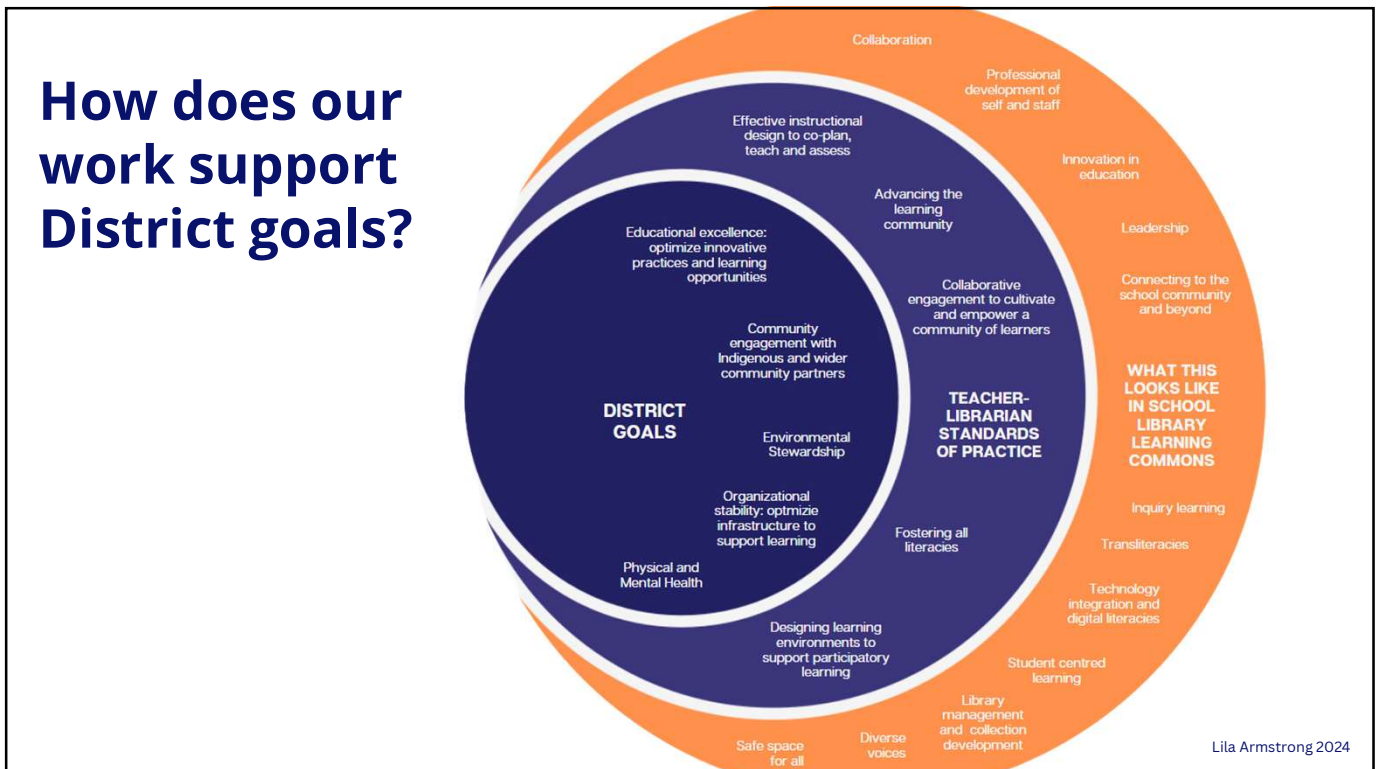 How does our
work support
District goals?
Educational excellence:
optimize innovative
practices and learning
opportunities
Community
engagement with
Indigenous and wider
community partners
DISTRICT
GOALS
Environmental
Stewardship
Organizational
stability: optmizie
infrastructure to
support learning
Physical and
Mental Health
Effective instructional
design to co-plan,
teach and assess
Advancing the
learning
community
Collaborative
engagement to cultivate
and empower a
community of learners
TEACHER-
LIBRARIAN
STANDARDS
OF PRACTICE
Fostering all
literacies
Designing learning
environments to
support participatory
learning
Collaboration
Professional
development of
self and staff
Innovation in
education
Leadership
Connecting to the
school community
and beyond
WHAT THIS
LOOKS LIKE
IN SCHOOL
LIBRARY
LEARNING
COMMONS
Inquiry learning
Transliteracies
Technology
integration and
digital literacies
Student centred
learning
Library
management
and collection
development
Diverse
voices
Safe space
for all
Lila Armstrong 2024